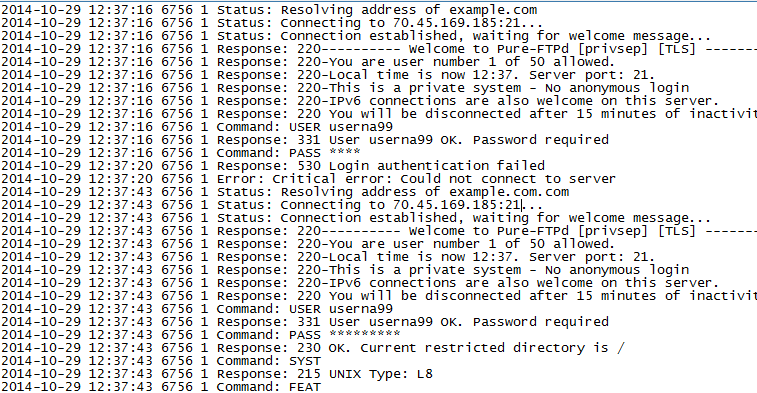 2014-10-29 12:37:16 6756 1 Status: Resolving address of example.com
2014-10-29 12:37:16 6756 1 Status: Connecting to 70.45.169.185:21...
2014-10-29 12:37:16 6756 1 Status: Connection established, waiting for welcome message...
2014-10-29 12:37:16 6756 1 Response: 220---------- Welcome to Pure-FTPd [privsep] [TLS] -------
2014-10-29 12:37:16 6756 1 Response: 220-You are user number 1 of 50 allowed.
2014-10-29 12:37:16 6756 1 Response: 220-Local time is now 12:37. Server port: 21.
2014-10-29 12:37:16 6756 1 Response: 220-This is a private system - No anonymous login
2014-10-29 12:37:16 6756 1 Response: 220-IPv6 connections are also welcome on this server.
2014-10-29 12:37:16 6756 1 Response: 220 You will be disconnected after 15 minutes of inactivit
2014-10-29 12:37:16 6756 1 Command: USER userna99
2014-10-29 12:37:16 6756 1 Response: 331 User userna99 OK. Password required
2014-10-29 12:37:16 6756 1 Command: PASS ****
2014-10-29 12:37:20 6756 1 Response: 530 Login authentication failed
2014-10-29 12:37:20 6756 1 Error: Critical error: Could not connect to server
2014-10-29 12:37:43 6756 1 Status: Resolving address of example.com.com
2014-10-29 12:37:43 6756 1 Status: Connecting to 70.45.169.185:21...
2014-10-29 12:37:43 6756 1 Status: Connection established, waiting for welcome message...
2014-10-29 12:37:43 6756 1 Response: 220---------- Welcome to Pure-FTPd [privsep] [TLS] -------
2014-10-29 12:37:43 6756 1 Response: 220-You are user number 1 of 50 allowed.
2014-10-29 12:37:43 6756 1 Response: 220-Local time is now 12:37. Server port: 21.
2014-10-29 12:37:43 6756 1 Response: 220-This is a private system - No anonymous login
2014-10-29 12:37:43 6756 1 Response: 220-IPv6 connections are also welcome on this server.
2014-10-29 12:37:43 6756 1 Response: 220 You will be disconnected after 15 minutes of inactivit
2014-10-29 12:37:43 6756 1 Command: USER userna99
2014-10-29 12:37:43 6756 1 Response: 331 User userna99 OK. Password required
2014-10-29 12:37:43 6756 1 Command: PASS *********
2014-10-29 12:37:43 6756 1 Response: 230 OK. Current restricted directory is /
2014-10-29 12:37:43 6756 1 Command: SYST
2014-10-29 12:37:43 6756 1 Response: 215 UNIX Type: L8
2014-10-29 12:37:43 6756 1 Command: FEAT